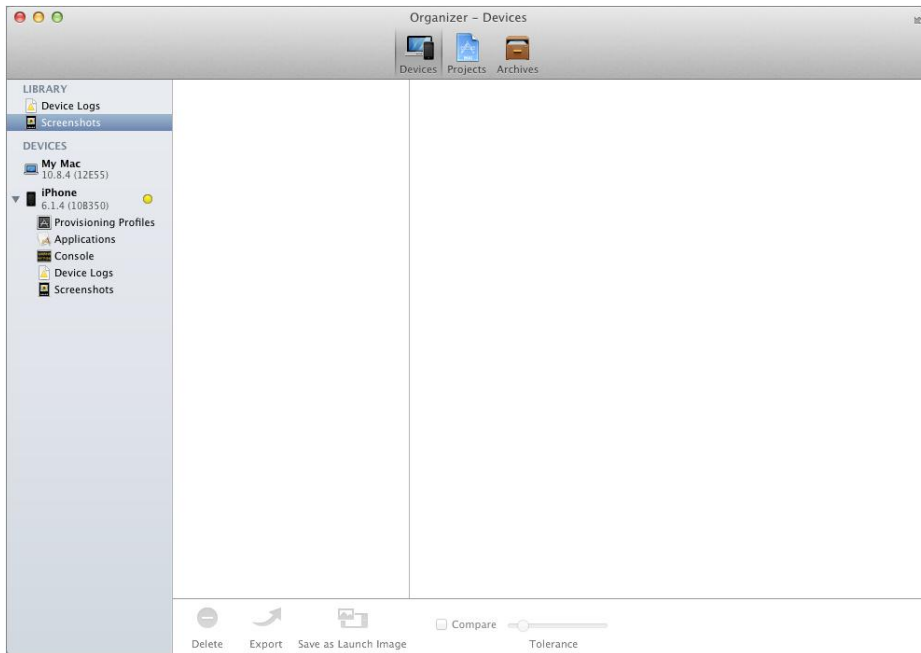 Organizer – Devices
Devices Projects Archives
LIBRARY
Device Logs
Screenshots
DEVICES
My Mac
10.8.4 (12E55)
iPhone
6.1.4 (10B350)
Provisioning Profiles
Applications
Console
Device Logs
Screenshots
Delete Export Save as Launch Image Compare Tolerance